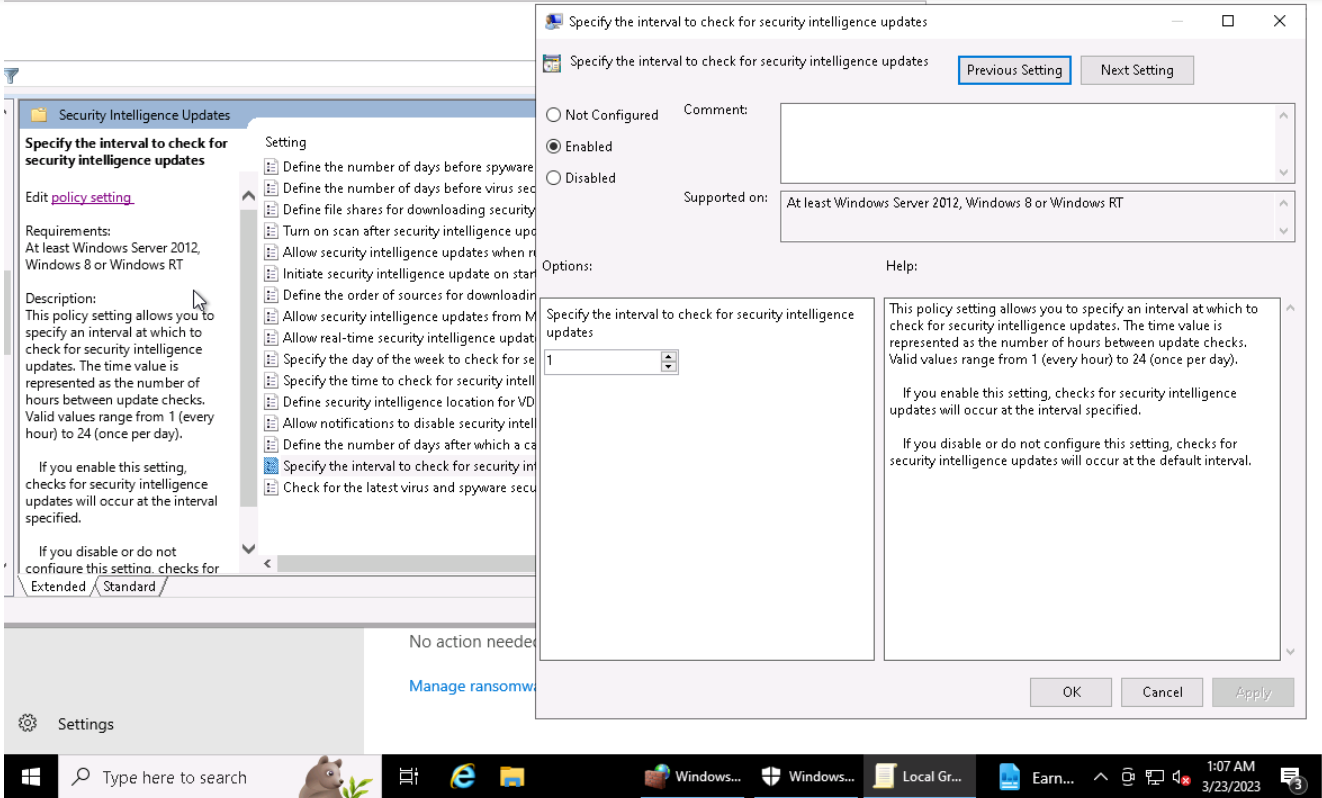 Specify the interval to check for security intelligence updates
Specify the interval to check for security intelligence updates
Previous Setting
Next Setting
Not Configured
Enabled
Disabled
Comment:
Supported on:
At least Windows Server 2012, Windows 8 or Windows RT
Options:
Help:
Specify the interval to check for security intelligence
updates
1
This policy setting allows you to specify an interval at which to
check for security intelligence updates. The time value is
represented as the number of hours between update checks.
Valid values range from 1 (every hour) to 24 (once per day).
If you enable this setting, checks for security intelligence
updates will occur at the interval specified.
If you disable or do not configure this setting, checks for
security intelligence updates will occur at the default interval.
OK
Cancel
Apply
Security Intelligence Updates
Specify the interval to check for
security intelligence updates
Edit policy setting
Requirements:
At least Windows Server 2012,
Windows 8 or Windows RT
Description:
This policy setting allows you to
specify an interval at which to
check for security intelligence
updates. The time value is
represented as the number of
hours between update checks.
Valid values range from 1 (every
hour) to 24 (once per day).
If you enable this setting,
checks for security intelligence
updates will occur at the interval
specified.
If you disable or do not
configure this setting, checks for
Setting
Define the number of days before spyware
Define the number of days before virus sec
Define file shares for downloading security
Turn on scan after security intelligence upd
Allow security intelligence updates when r
Initiate security intelligence update on star
Define the order of sources for downloadin
Allow security intelligence updates from M
Allow real-time security intelligence updat
Specify the day of the week to check for se
Specify the time to check for security intell
Define security intelligence location for VD
Allow notifications to disable security intel
Define the number of days after which a ca
Specify the interval to check for security int
Check for the latest virus and spyware secu
Extended
Standard
No action neede
Manage ransomwa
Settings
Type here to search
Windows...
Windows...
Local Gr...
Earn...
1:07 AM
3/23/2023
3